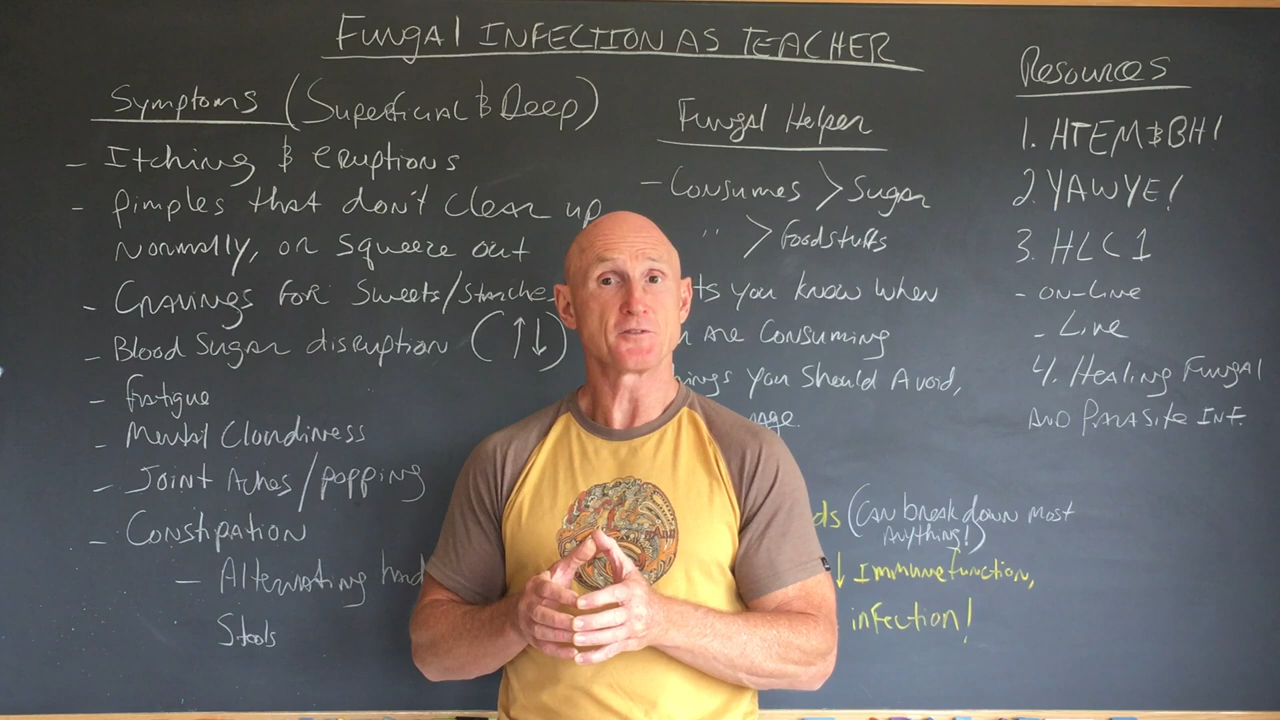 Fungal Infection as Teacher
Symptoms (Superficial & Deep)
- Itching & eruptions
- Pimples that don't clear up
normally, or squeeze out
- Cravings for Sweets/Starche
- Blood Sugar disruption (↑↓)
- fatigue
- Mental Cloudiness
- Joint Aches/popping
- Constipation
- Alternating hard
Stools
Fungal Helper
- Consumes > Sugar
" > foodstuffs
ts you know when
are Consuming
ings you Should Avoid,
age.
ds (Can break down most
Anything!)
↓ Immune function,
infection!
Resources
1. HTEM&BH!
2. YAWYE!
3. HLC 1
- on-line
- Live
4. Healing Fungal
and Parasite Inf.